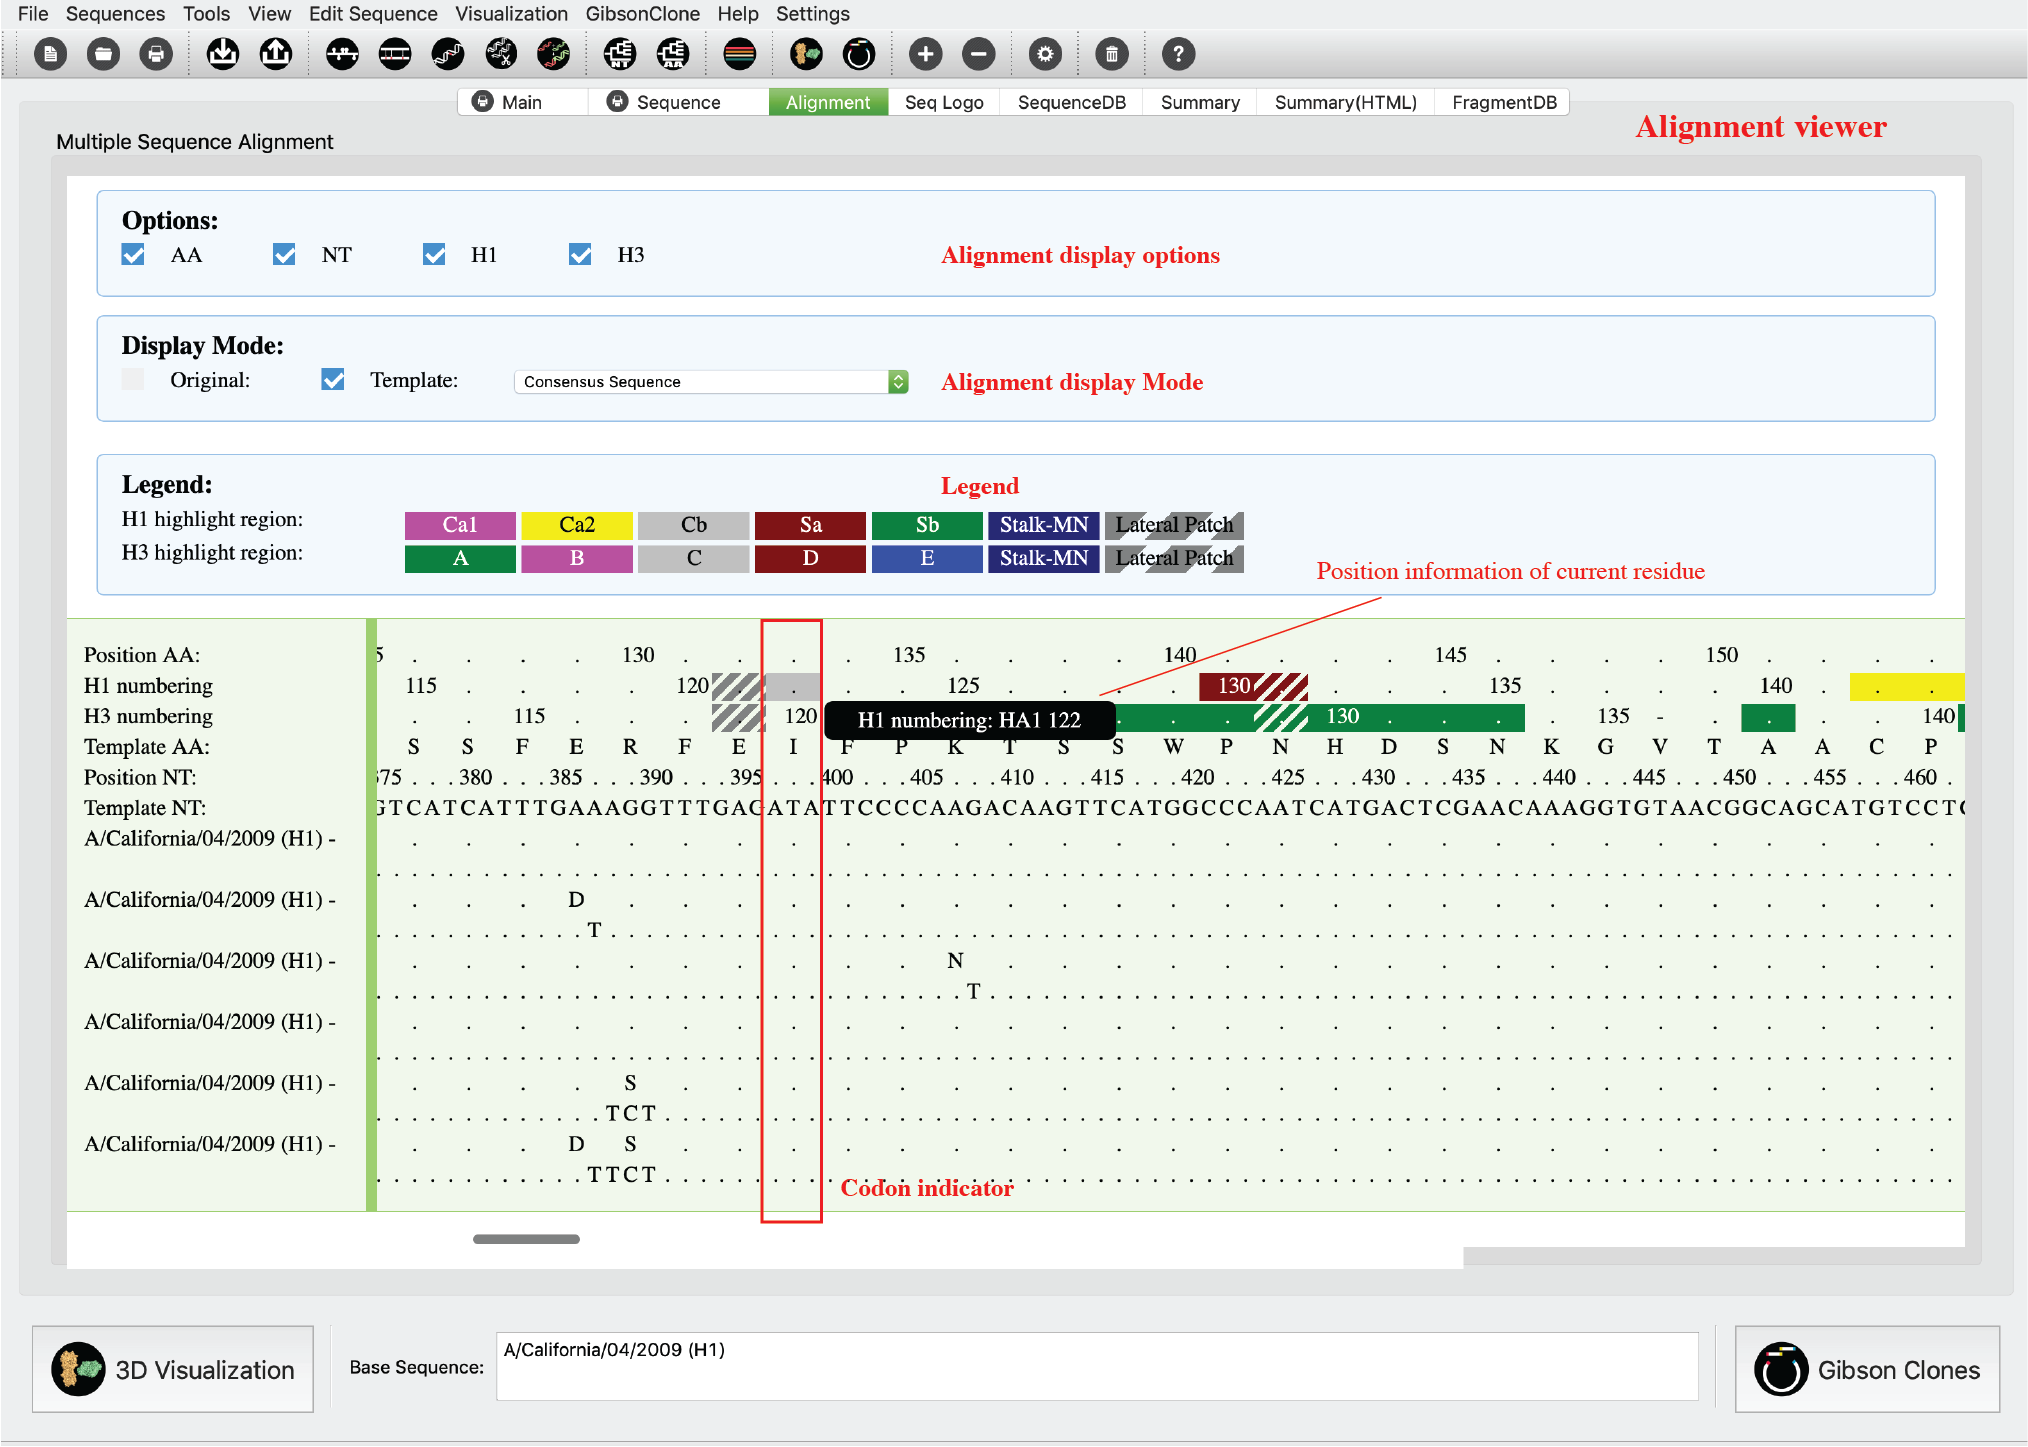 File Sequences Tools View Edit Sequence Visualization GibsonClone Help Settings
NT AA ?
Main Sequence Alignment Seq Logo SequenceDB Summary Summary(HTML) FragmentDB
Alignment viewer
Multiple Sequence Alignment
Options:
AA NT H1 H3 Alignment display options
Display Mode:
Original: Template: Consensus Sequence Alignment display Mode
Legend: Legend
H1 highlight region: Ca1 Ca2 Cb Sa Sb Stalk-MN Lateral Patch
H3 highlight region: A B C D E Stalk-MN Lateral Patch
Position information of current residue
Position AA: 5 . . . . 130 . . . . 135 . . . . 140 . . . . 145 . . . . 150 . . . .
H1 numbering 115 . . . . 120 . . . . 125 . . . . 130 . . . . 135 . . . . 140 . . .
H3 numbering . . 115 . . . . 120 H1 numbering: HA1 122 . . . . 130 . . . . 135 - . . . . 140
Template AA: S S F E R F E I F P K T S S W P N H D S N K G V T A A C P
Position NT: 375 . . . 380 . . . . 385 . . . . 390 . . . . 395 . . . . 400 . . . . 405 . . . . 410 . . . . 415 . . . . 420 . . . . 425 . . . . 430 . . . . 435 . . . . 440 . . . . 445 . . . . 450 . . . . 455 . . . . 460 .
Template NT: GTCATCATTTGAAAGGTTTGAGATATTCCCCAAGACAAGTTCATGGCCCAATCATGACTCGAACAAAGGTGTAACGGCAGCATGTCCTC
A/California/04/2009 (H1) -
A/California/04/2009 (H1) - D
T
A/California/04/2009 (H1) - N
T
A/California/04/2009 (H1) -
A/California/04/2009 (H1) - S
TCT
A/California/04/2009 (H1) - D S
TTCT
Codon indicator
3D Visualization Base Sequence: A/California/04/2009 (H1) Gibson Clones